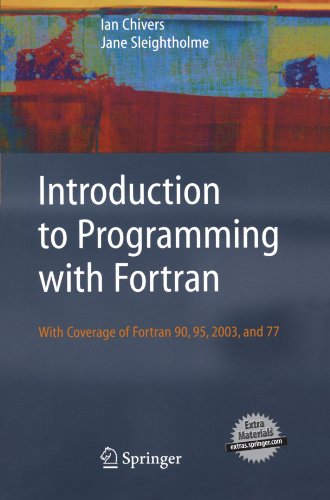 Ian Chivers
Jane Sleightholme
Introduction
to Programming
with Fortran
With Coverage of Fortran 90, 95, 2003, and 77
Extra
Materials
extras.springer.com
Springer